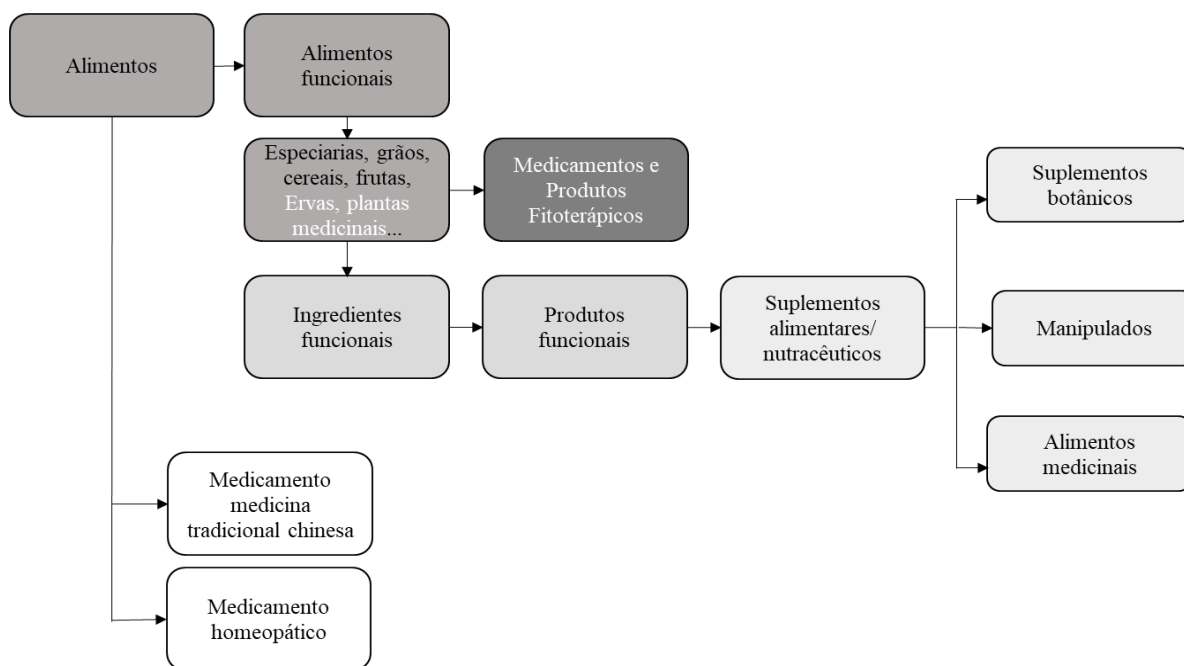 Alimentos
Alimentos
funcionais
Especiarias, grãos,
cereais, frutas,
Ervas, plantas
medicinais...
Medicamentos e
Produtos
Fitoterápicos
Suplementos
botânicos
Ingredientes
funcionais
Produtos
funcionais
Suplementos
alimentares/
nutracêuticos
Manipulados
Alimentos
medicinais
Medicamento
medicina
tradicional chinesa
Medicamento
homeopático